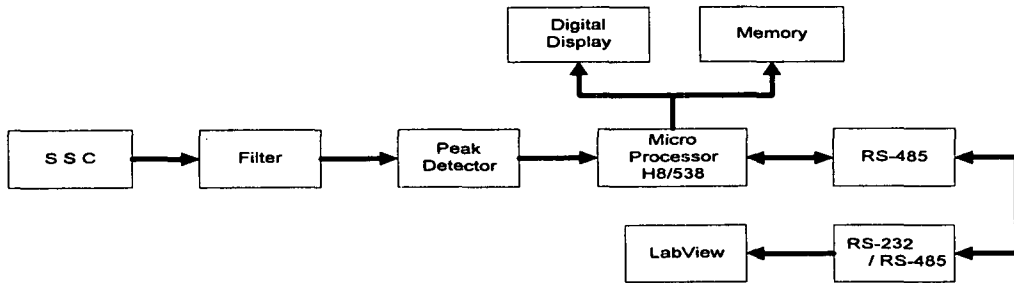 Digital
Display
Memory
S S C
Filter
Peak
Detector
Micro
Processor
H8/538
RS-485
LabView
RS-232
/ RS-485